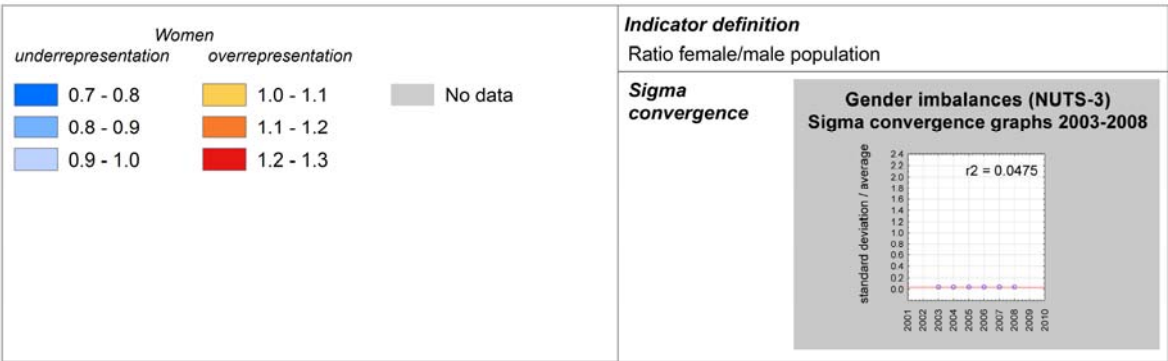 Women
underrepresentation overrepresentation
0.7 - 0.8 1.0 - 1.1 No data
0.8 - 0.9 1.1 - 1.2
0.9 - 1.0 1.2 - 1.3
Indicator definition
Ratio female/male population
Sigma
convergence
Gender imbalances (NUTS-3)
Sigma convergence graphs 2003-2008
standard deviation / average
2.4
2.2
2.0
1.8
1.6
1.4
1.2
1.0
0.8
0.6
0.4
0.2
0.0
r2 = 0.0475
2001
2002
2003
2004
2005
2006
2007
2008
2009
2010